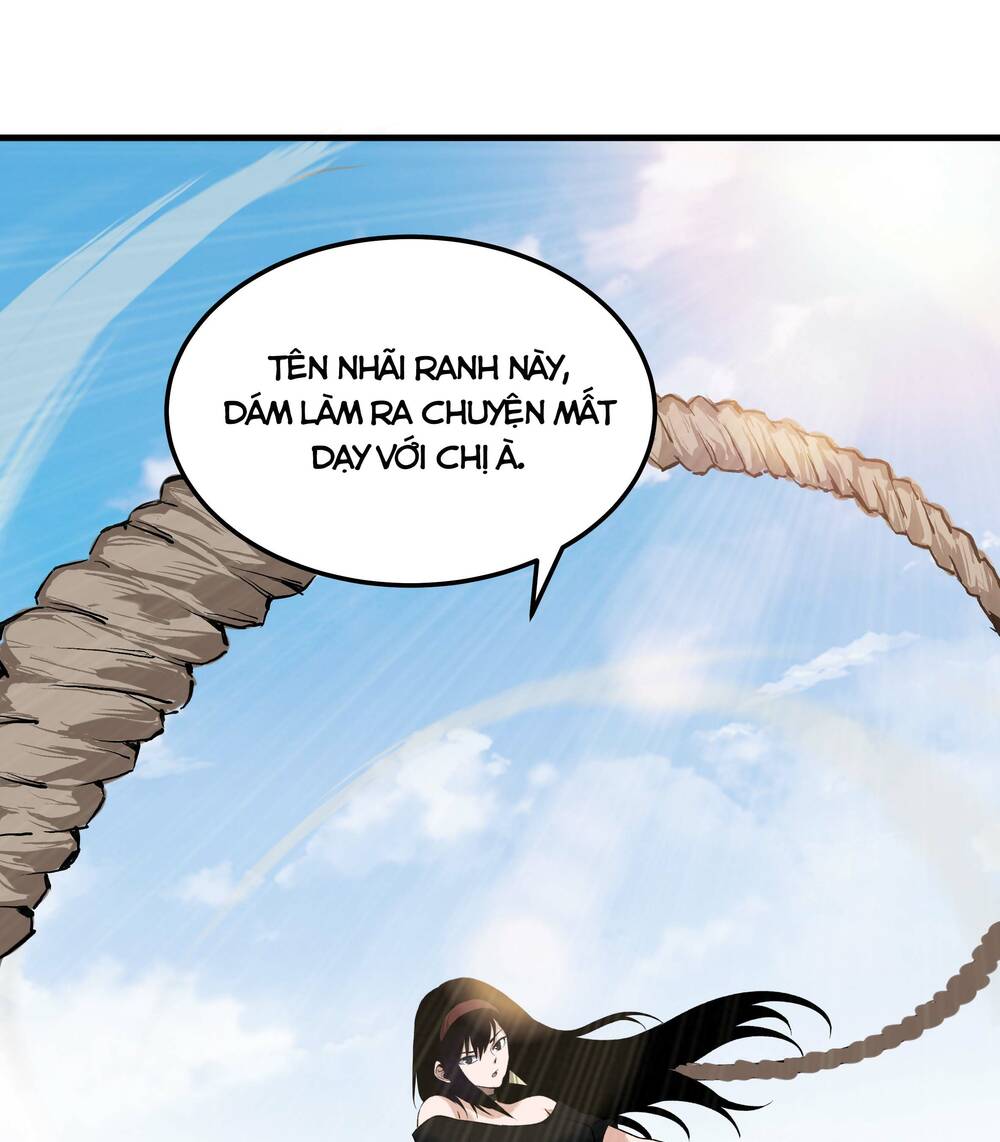 TÊN NHÃI RANH NÀY,
DÁM LÀM RA CHUYỆN MẤT
DẠY VỚI CHỊ À.